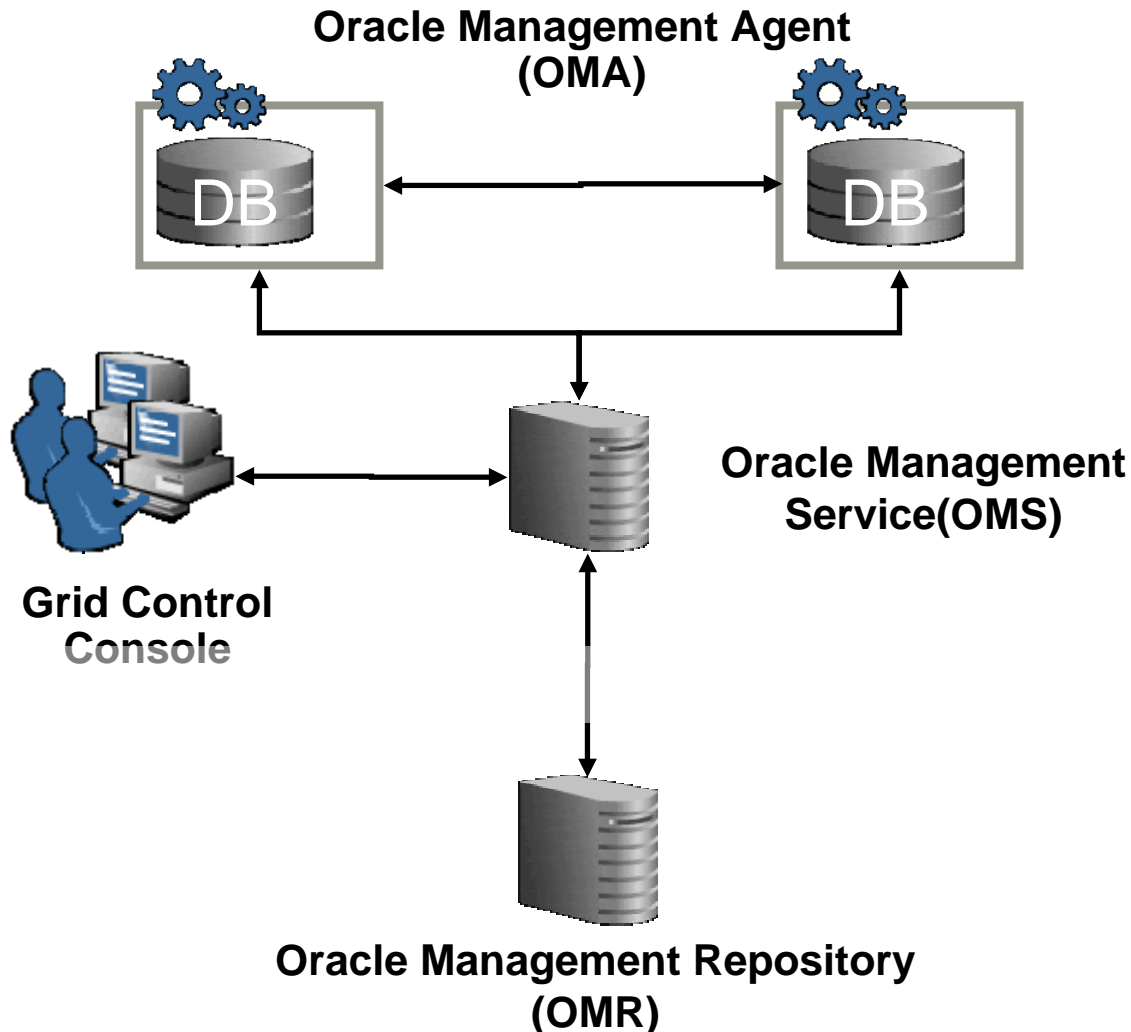 Oracle Management Agent
(OMA)
DB
DB
Oracle Management
Service(OMS)
Grid Control
Console
Oracle Management Repository
(OMR)